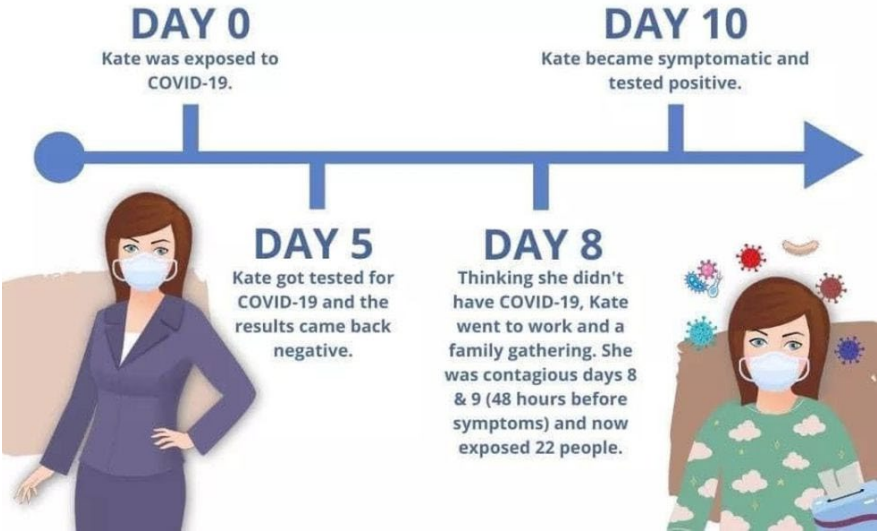 DAY 0
Kate was exposed to
COVID-19.
DAY 10
Kate became symptomatic and
tested positive.
DAY 5
Kate got tested for
COVID-19 and the
results came back
negative.
DAY 8
Thinking she didn't
have COVID-19, Kate
went to work and a
family gathering. She
was contagious days 8
& 9 (48 hours before
symptoms) and now
exposed 22 people.